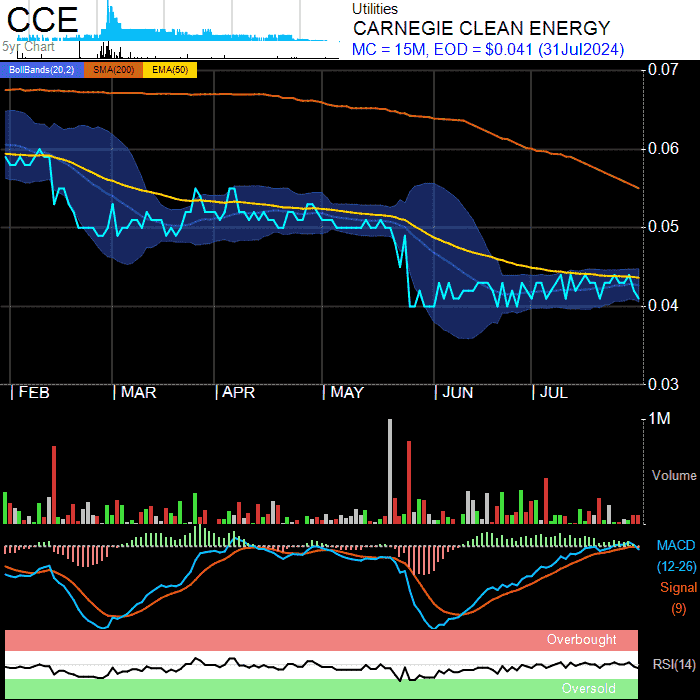 CCE
5yr Chart
Utilities
CARNEGIE CLEAN ENERGY
MC = 15M, EOD = $0.041 (31Jul2024)
BollBands(20,2) SMA(200) EMA(50)
0.07
0.06
0.05
0.04
0.03
FEB MAR APR MAY JUN JUL
1M
Volume
MACD
(12-26)
Signal
(9)
Overbought
RSI(14)
Oversold